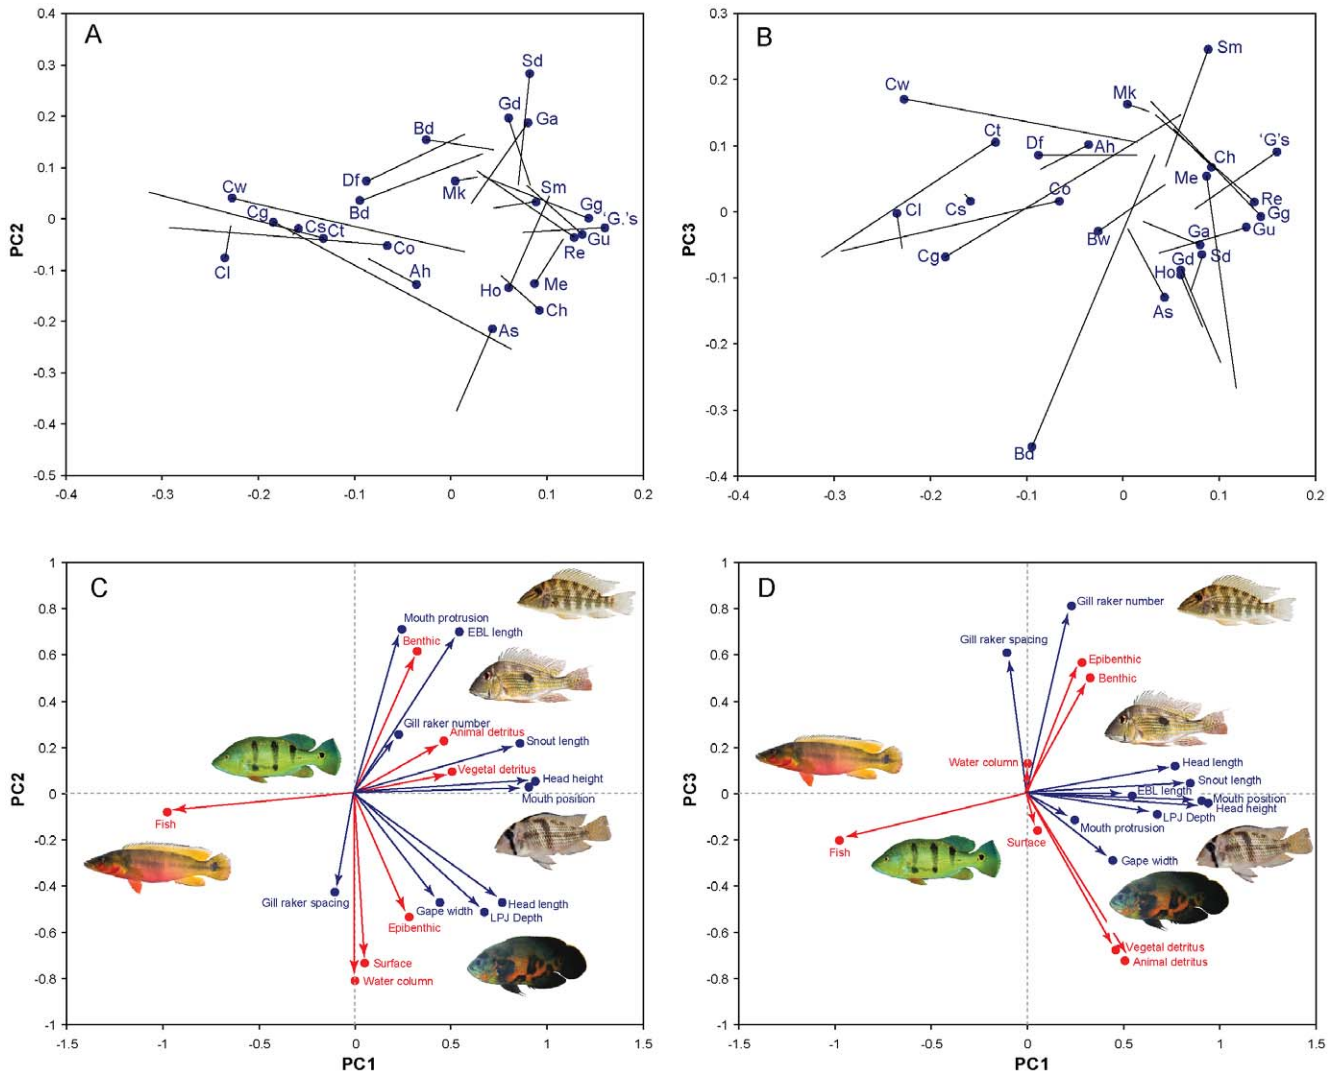 A
0.4
0.3
0.2
0.1
0
-0.1
-0.2
-0.3
-0.4
-0.5
PC2
-0.4
-0.2
-0.1
0
0.1
0.2
Sd
Gd
Ga
Bd
Df
Bd
Mk
Sm
Gg
'G.'s
Gu
Re
Cw
Cg
Cs
Ct
Co
Cl
Ah
Ho
Me
Ch
As
B
0.3
0.2
0.1
0
-0.1
-0.2
-0.3
-0.4
PC3
-0.4
-0.2
-0.1
0
0.1
0.2
Sm
Cw
Mk
Ct
Df
Ah
'G's
Ch
Me
Co
Re
Gg
Gu
Cl
Cs
Cg
Bw
Ga
Gd
Sd
Ho
As
Bd
C
1
0.8
0.6
0.4
0.2
0
-0.2
-0.4
-0.6
-0.8
-1
PC2
-1.5
-1
-0.5
0
0.5
1
1.5
PC1
Mouth protrusion
EBL length
Benthic
Gill raker number
Animal detritus
Snout length
Vegetal detritus
Head height
Mouth position
Fish
Gill raker spacing
Gape width
Head length
LPJ Depth
Epibenthic
Surface
Water column
D
1
0.8
0.6
0.4
0.2
0
-0.2
-0.4
-0.6
-0.8
-1
PC3
-1.5
-1
-0.5
0
0.5
1
1.5
PC1
Gill raker number
Gill raker spacing
Epibenthic
Benthic
Water column
Head length
Snout length
EBL length
Mouth position
Head height
LPJ Depth
Mouth protrusion
Surface
Fish
Gape width
Vegetal detritus
Animal detritus